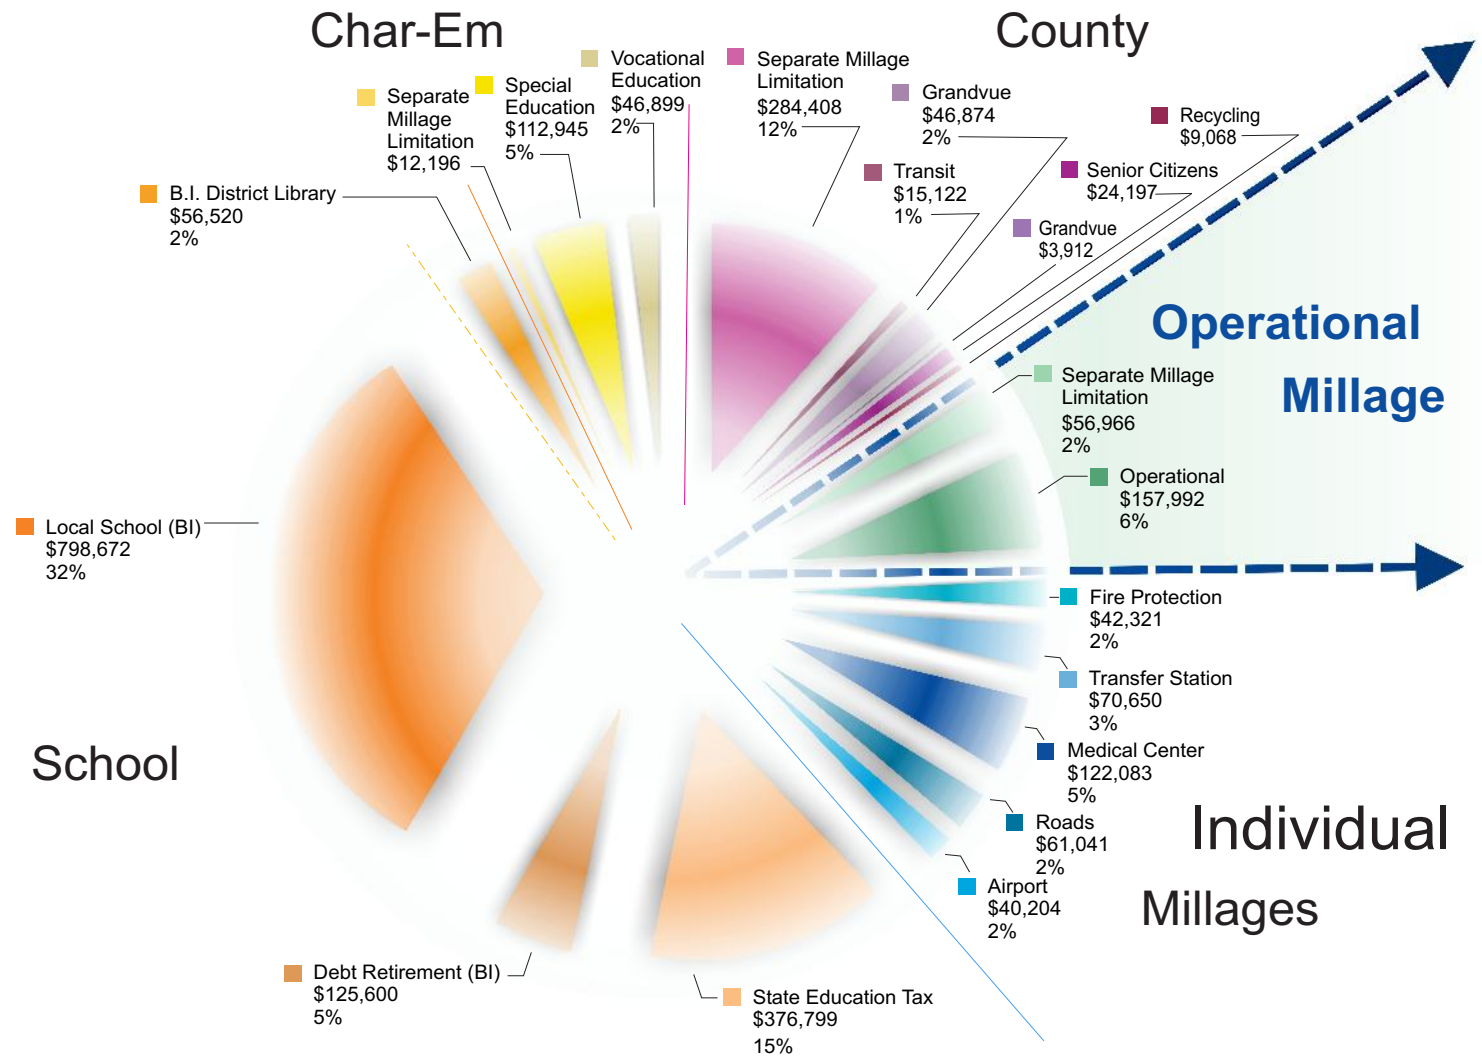 Char-Em
County
Vocational
Education
$46,899
2%
Separate Millage
Limitation
$284,408
12%
Special
Education
$112,945
5%
Separate
Millage
Limitation
$12,196
Grandvue
$46,874
2%
Recycling
$9,068
Transit
$15,122
1%
Senior Citizens
$24,197
Grandvue
$3,912
B.I. District Library
$56,520
2%
Operational
Millage
Separate Millage
Limitation
$56,966
2%
Operational
$157,992
6%
Local School (BI)
$798,672
32%
Fire Protection
$42,321
2%
Transfer Station
$70,650
3%
School
Medical Center
$122,083
5%
Roads
$61,041
2%
Individual
Millages
Airport
$40,204
2%
Debt Retirement (BI)
$125,600
5%
State Education Tax
$376,799
15%